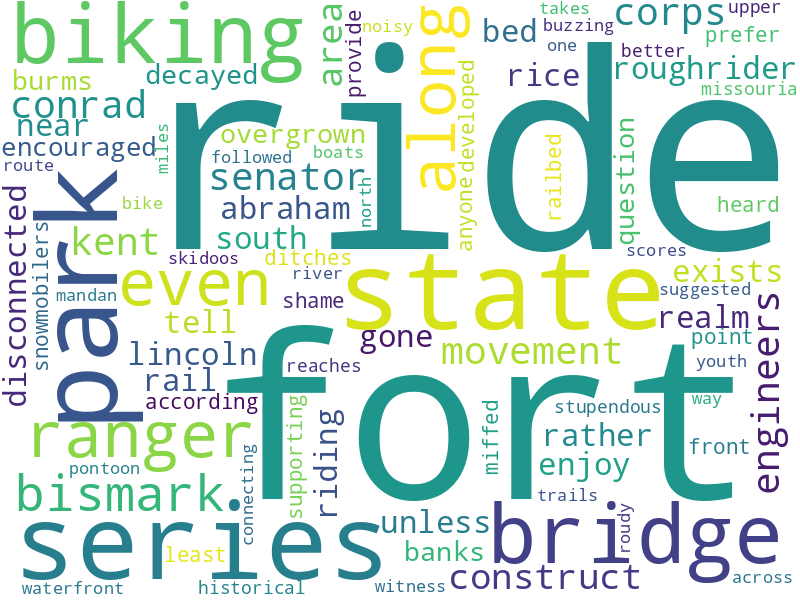 biking
area
provide
noisy
along
takes
buzzing
bed
one
corps
upper
better
prefer
burms
decayed
rice
roughrider
conrad
missouria
near
overgrown
ride
encouraged
followed
boats
anyone
developed
railbed
question
route
miles
senator
heard
park
bike
abraham
north
disconnected
snowmobilers
kent
south
scores
skidoos
ditches
state
exists
mandan
even
river
suggested
shame
engineers
tell
realm
gone
movement
point
lincoln
fort
reaches
youth
rail
according
way
ranger
supporting
riding
miffed
stupendous
rather
front
pontoon
connecting
enjoy
bismark
trails
series
unless
bridge
roudy
least
banks
construct
across
waterfront
historical
witness